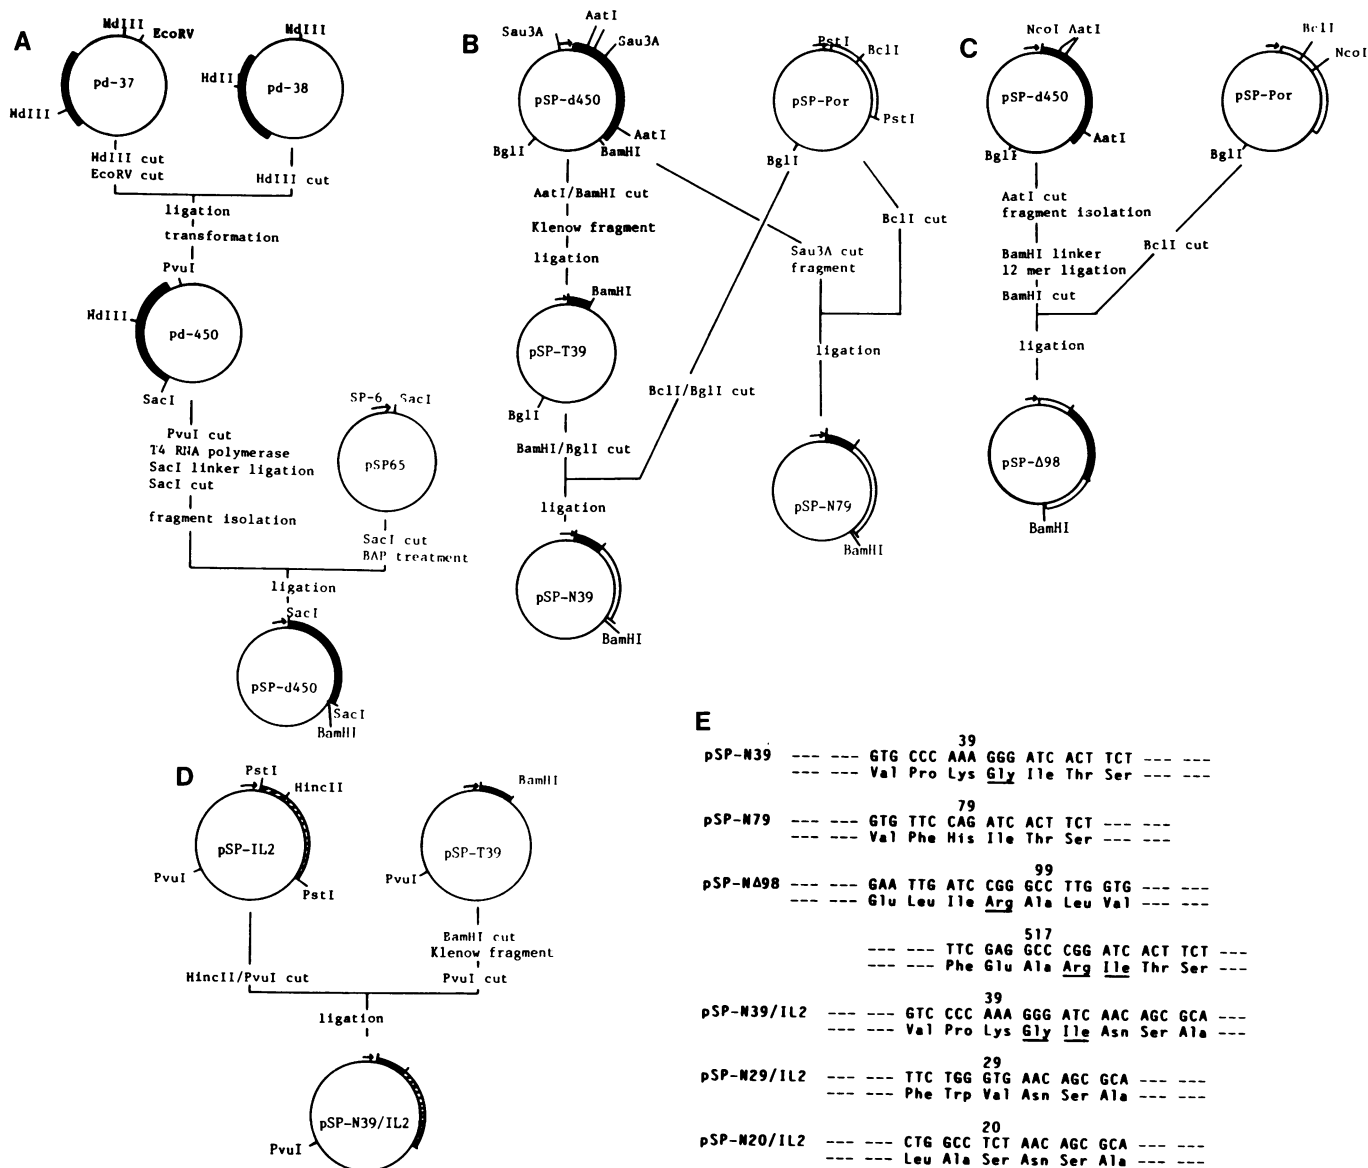 A
MdIII
EcoRV
pd-37
MdIII
HdIII cut
EcoRV cut
MdIII
HdII
pd-38
HdIII cut
ligation
transformation
PvuI
HdIII
pd-450
SacI
PvuI cut
T4 RNA polymerase
SacI linker ligation
SacI cut
fragment isolation
SP-6
SacI
pSP65
SacI cut
BAP treatment
ligation
SacI
pSP-d450
SacI
BamHI
B
Sau3A
AatI
Sau3A
pSP-d450
AatI
BamHI
BglI
AatI/BamHI cut
Klenow fragment
ligation
BamHI
pSP-T39
BglI
BamHI/BglI cut
ligation
pSP-N39
BamHI
PstI
BclI
pSP-Por
PstI
BglI
BclI cut
Sau3A cut
fragment
BclI/BglI cut
ligation
pSP-N79
BamHI
C
NcoI AatI
pSP-d450
AatI
BglI
AatI cut
fragment isolation
BamHI linker
12 mer ligation
BamHI cut
BclI
NcoI
pSP-Por
BglI
BclI cut
ligation
pSP-Δ98
BamHI
D
PstI
HincII
pSP-IL2
PvuI
PstI
HincII/PvuI cut
BamHI
pSP-T39
PvuI
BamHI cut
Klenow fragment
PvuI cut
ligation
pSP-N39/IL2
PvuI
E
39
pSP-N39 --- --- GTG CCC AAA GGG ATC ACT TCT --- ---
--- --- Val Pro Lys Gly Ile Thr Ser --- ---
79
pSP-N79 --- --- GTG TTC CAG ATC ACT TCT --- ---
--- --- Val Phe His Ile Thr Ser --- ---
99
pSP-NΔ98 --- --- GAA TTG ATC CGG GCC TTG GTG --- ---
--- --- Glu Leu Ile Arg Ala Leu Val --- ---
517
--- --- TTC GAG GCC CGG ATC ACT TCT ---
--- --- Phe Glu Ala Arg Ile Thr Ser ---
39
pSP-N39/IL2 --- --- GTC CCC AAA GGG ATC AAC AGC GCA ---
--- --- Val Pro Lys Gly Ile Asn Ser Ala ---
29
pSP-N29/IL2 --- --- TTC TGG GTG AAC AGC GCA --- ---
--- --- Phe Trp Val Asn Ser Ala --- ---
20
pSP-N20/IL2 --- --- CTG GCC TCT AAC AGC GCA --- ---
--- --- Leu Ala Ser Asn Ser Ala --- ---